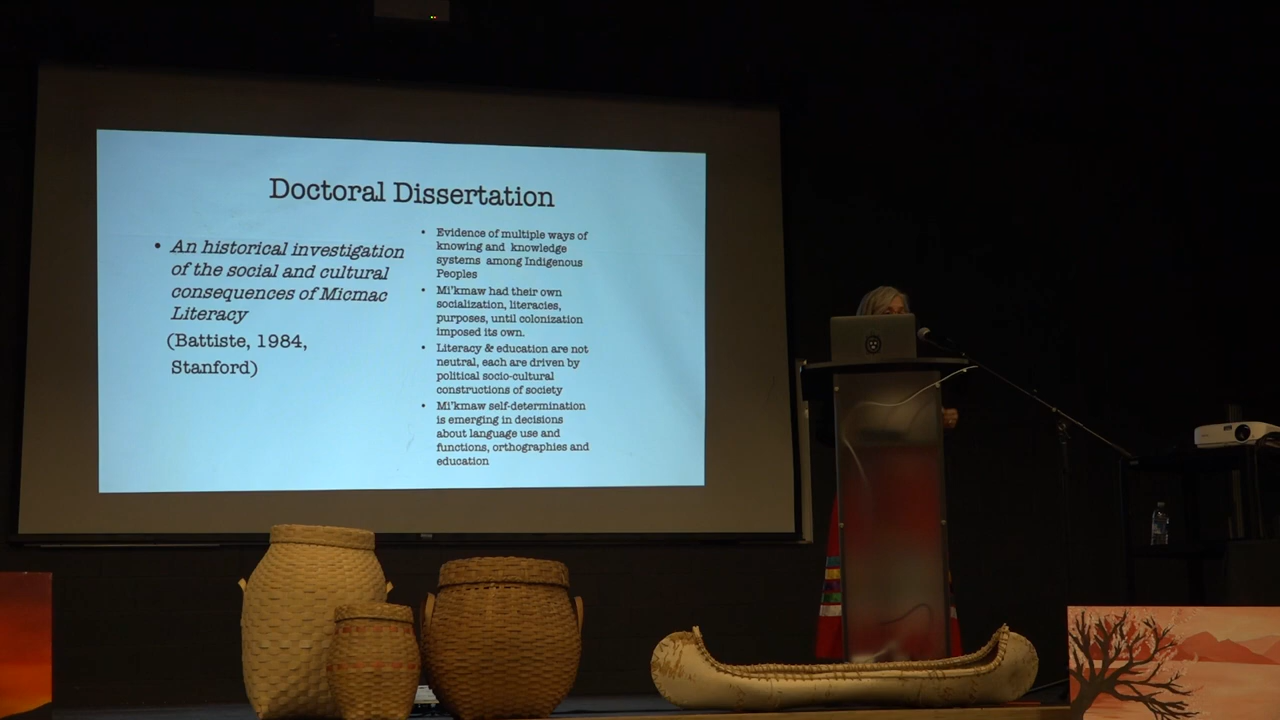 Doctoral Dissertation
• An historical investigation
of the social and cultural
consequences of Micmac
Literacy
(Battiste, 1984,
Stanford)
• Evidence of multiple ways of
knowing and knowledge
systems among Indigenous
Peoples
• Mi'kmaw had their own
socialization, literacies,
purposes, until colonization
imposed its own.
• Literacy & education are not
neutral, each are driven by
political socio-cultural
constructions of society
• Mi'kmaw self-determination
is emerging in decisions
about language use and
functions, orthographies and
education